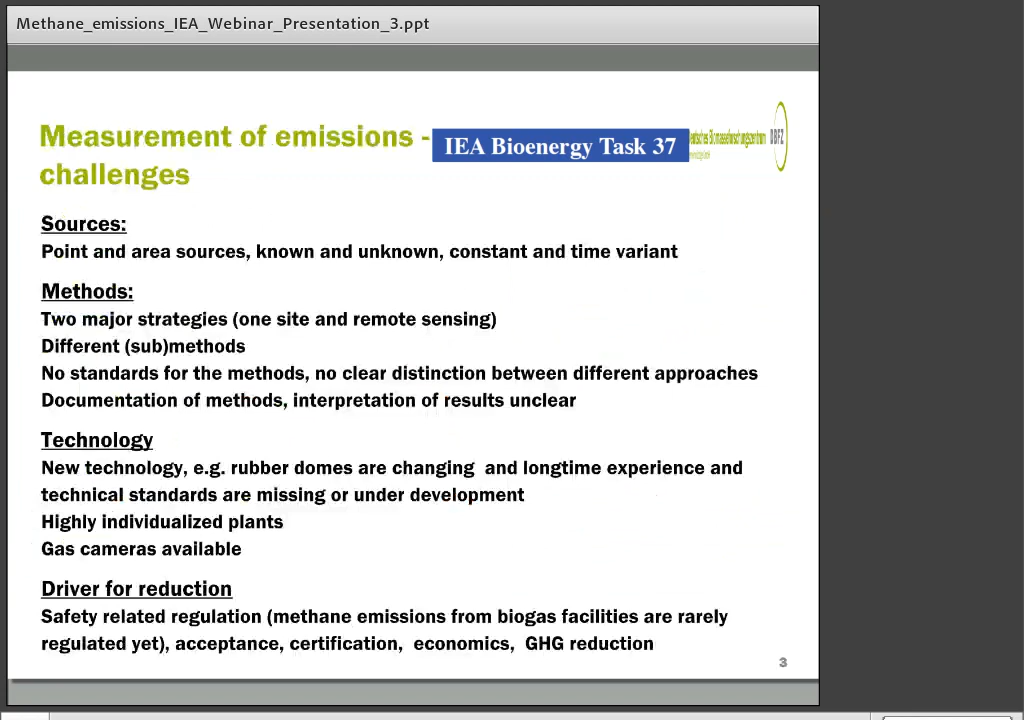 Methane_emissions_IEA_Webinar_Presentation_3.ppt
Measurement of emissions -
challenges
IEA Bioenergy Task 37
DBFZ
Sources:
Point and area sources, known and unknown, constant and time variant
Methods:
Two major strategies (one site and remote sensing)
Different (sub)methods
No standards for the methods, no clear distinction between different approaches
Documentation of methods, interpretation of results unclear
Technology
New technology, e.g. rubber domes are changing and longtime experience and
technical standards are missing or under development
Highly individualized plants
Gas cameras available
Driver for reduction
Safety related regulation (methane emissions from biogas facilities are rarely
regulated yet), acceptance, certification, economics, GHG reduction
3